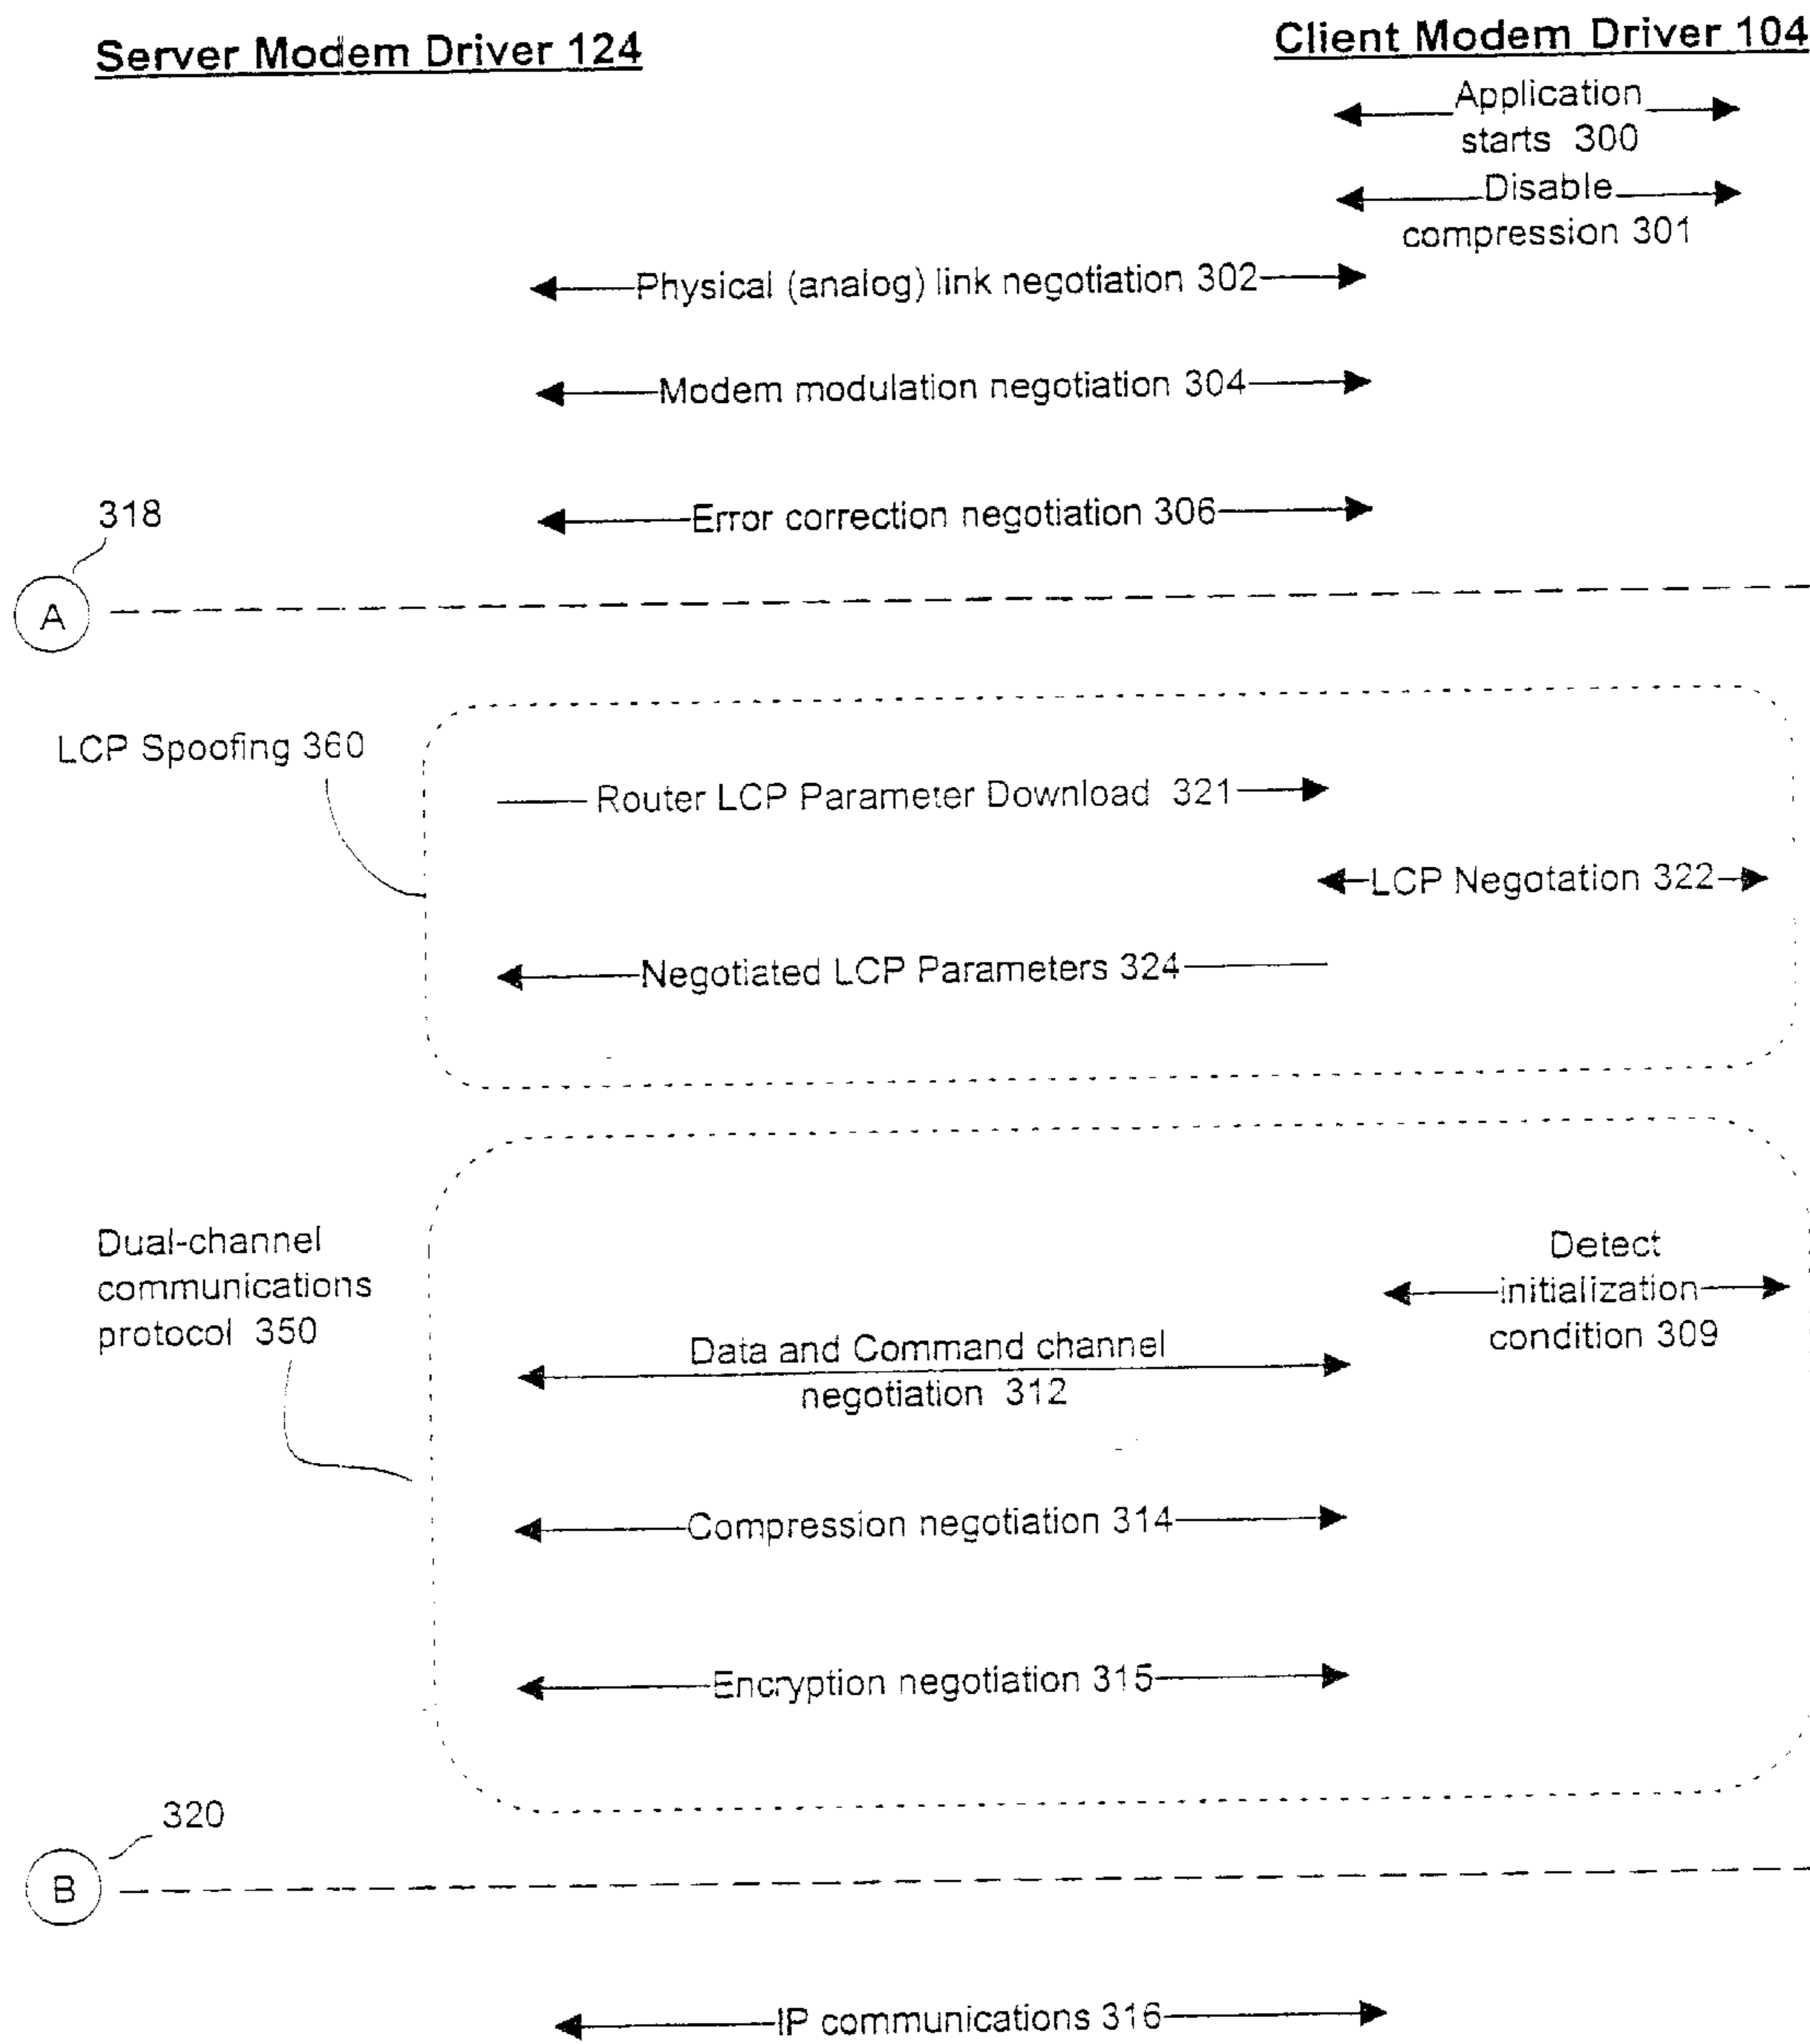 Server Modem Driver 124
Client Modem Driver 104
Application
starts 300
Disable
compression 301
Physical (analog) link negotiation 302
Modem modulation negotiation 304
318
Error correction negotiation 306
A
LCP Spoofing 360
Router LCP Parameter Download 321
LCP Negotation 322
Negotiated LCP Parameters 324
Dual-channel
communications
protocol 350
Detect
initialization
condition 309
Data and Command channel
negotiation 312
Compression negotiation 314
Encryption negotiation 315
320
B
IP communications 316